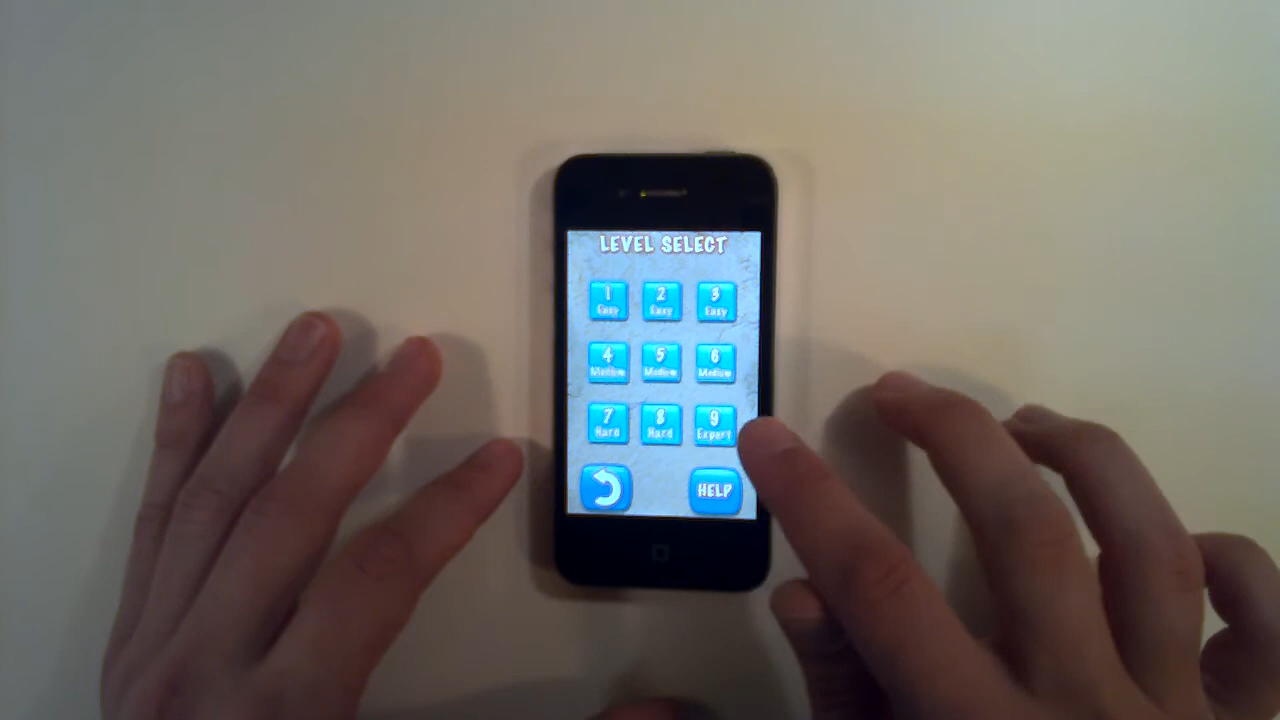 LEVEL SELECT
1 2 3
Easy Easy Easy
4 5 6
Medium Medium Medium
7 8 9
Hard Hard Expert
HELP